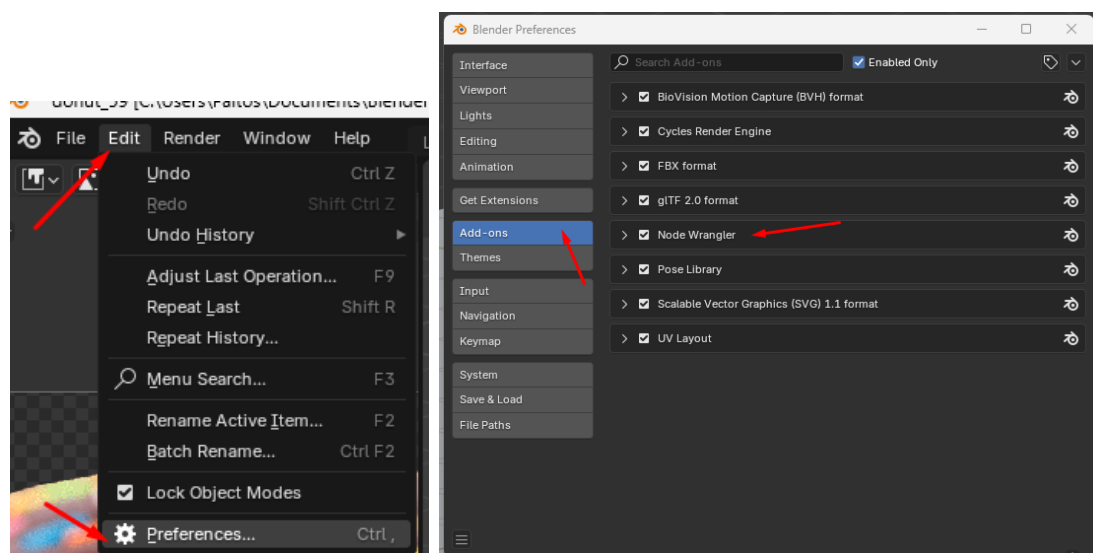 File Edit Render Window Help
Undo Ctrl Z
Redo Shift Ctrl Z
Undo History
Adjust Last Operation... F9
Repeat Last Shift R
Repeat History...
Menu Search... F3
Rename Active Item... F2
Batch Rename... Ctrl F2
Lock Object Modes
Preferences... Ctrl ,
Blender Preferences
Interface
Viewport
Lights
Editing
Animation
Get Extensions
Add-ons
Themes
Input
Navigation
Keymap
System
Save & Load
File Paths
Search Add-ons Enabled Only
BioVision Motion Capture (BVH) format
Cycles Render Engine
FBX format
glTF 2.0 format
Node Wrangler
Pose Library
Scalable Vector Graphics (SVG) 1.1 format
UV Layout